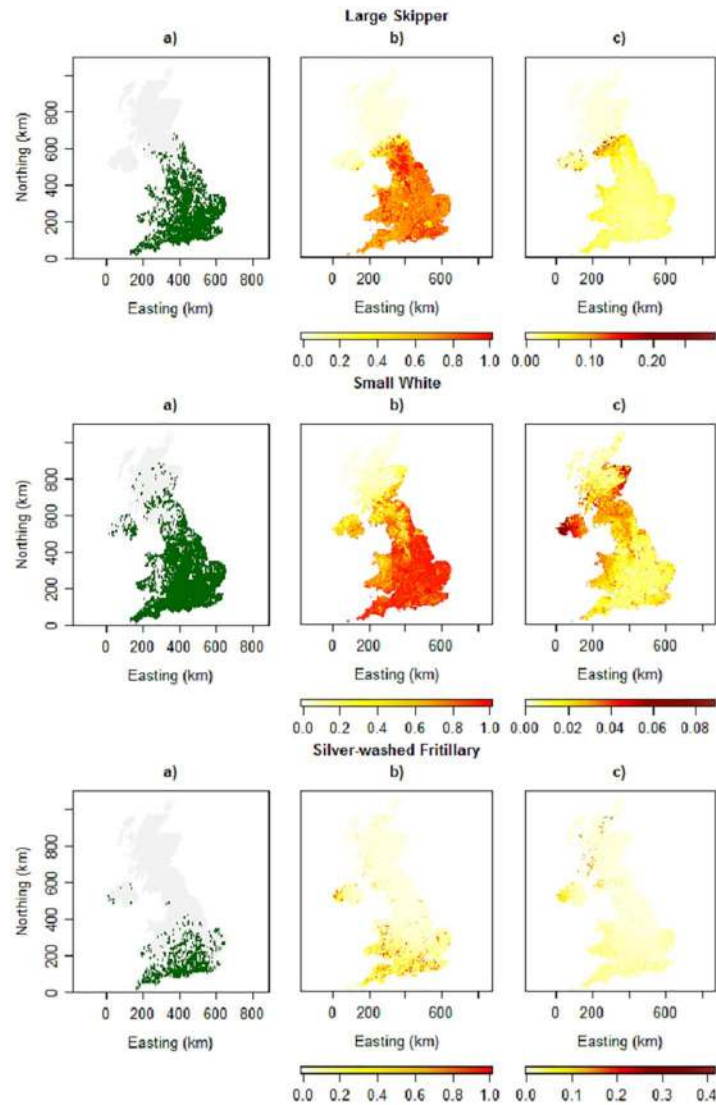 Large Skipper
a) b) c)
Northing (km)
0 200 400 600 800
0 200 400 600 800
0 200 600
0 200 600
Easting (km) Easting (km) Easting (km)
0.0 0.2 0.4 0.6 0.8 1.0
0.00 0.10 0.20
Small White
a) b) c)
Northing (km)
0 200 400 600 800
0 200 400 600 800
0 200 600
0 200 600
Easting (km) Easting (km) Easting (km)
0.0 0.2 0.4 0.6 0.8 1.0
0.00 0.02 0.04 0.06 0.08
Silver-washed Fritillary
a) b) c)
Northing (km)
0 200 400 600 800
0 200 400 600 800
0 200 600
0 200 600
Easting (km) Easting (km) Easting (km)
0.0 0.2 0.4 0.6 0.8 1.0
0.0 0.1 0.2 0.3 0.4